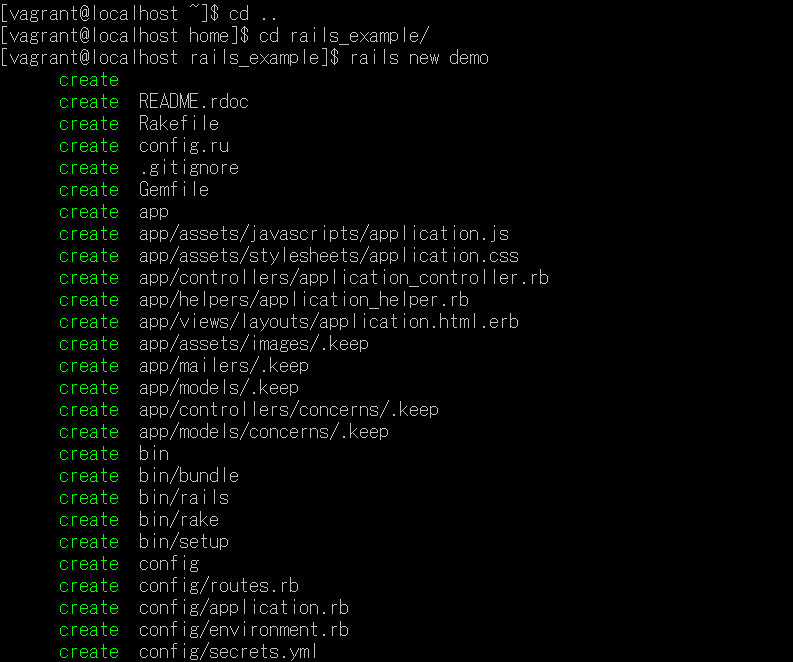 [vagrant@localhost ~]$ cd ..
[vagrant@localhost home]$ cd rails_example/
[vagrant@localhost rails_example]$ rails new demo
create
create README.rdoc
create Rakefile
create config.ru
create .gitignore
create Gemfile
create app
create app/assets/javascripts/application.js
create app/assets/stylesheets/application.css
create app/controllers/application_controller.rb
create app/helpers/application_helper.rb
create app/views/layouts/application.html.erb
create app/assets/images/.keep
create app/mailers/.keep
create app/models/.keep
create app/controllers/concerns/.keep
create app/models/concerns/.keep
create bin
create bin/bundle
create bin/rails
create bin/rake
create bin/setup
create config
create config/routes.rb
create config/application.rb
create config/environment.rb
create config/secrets.yml